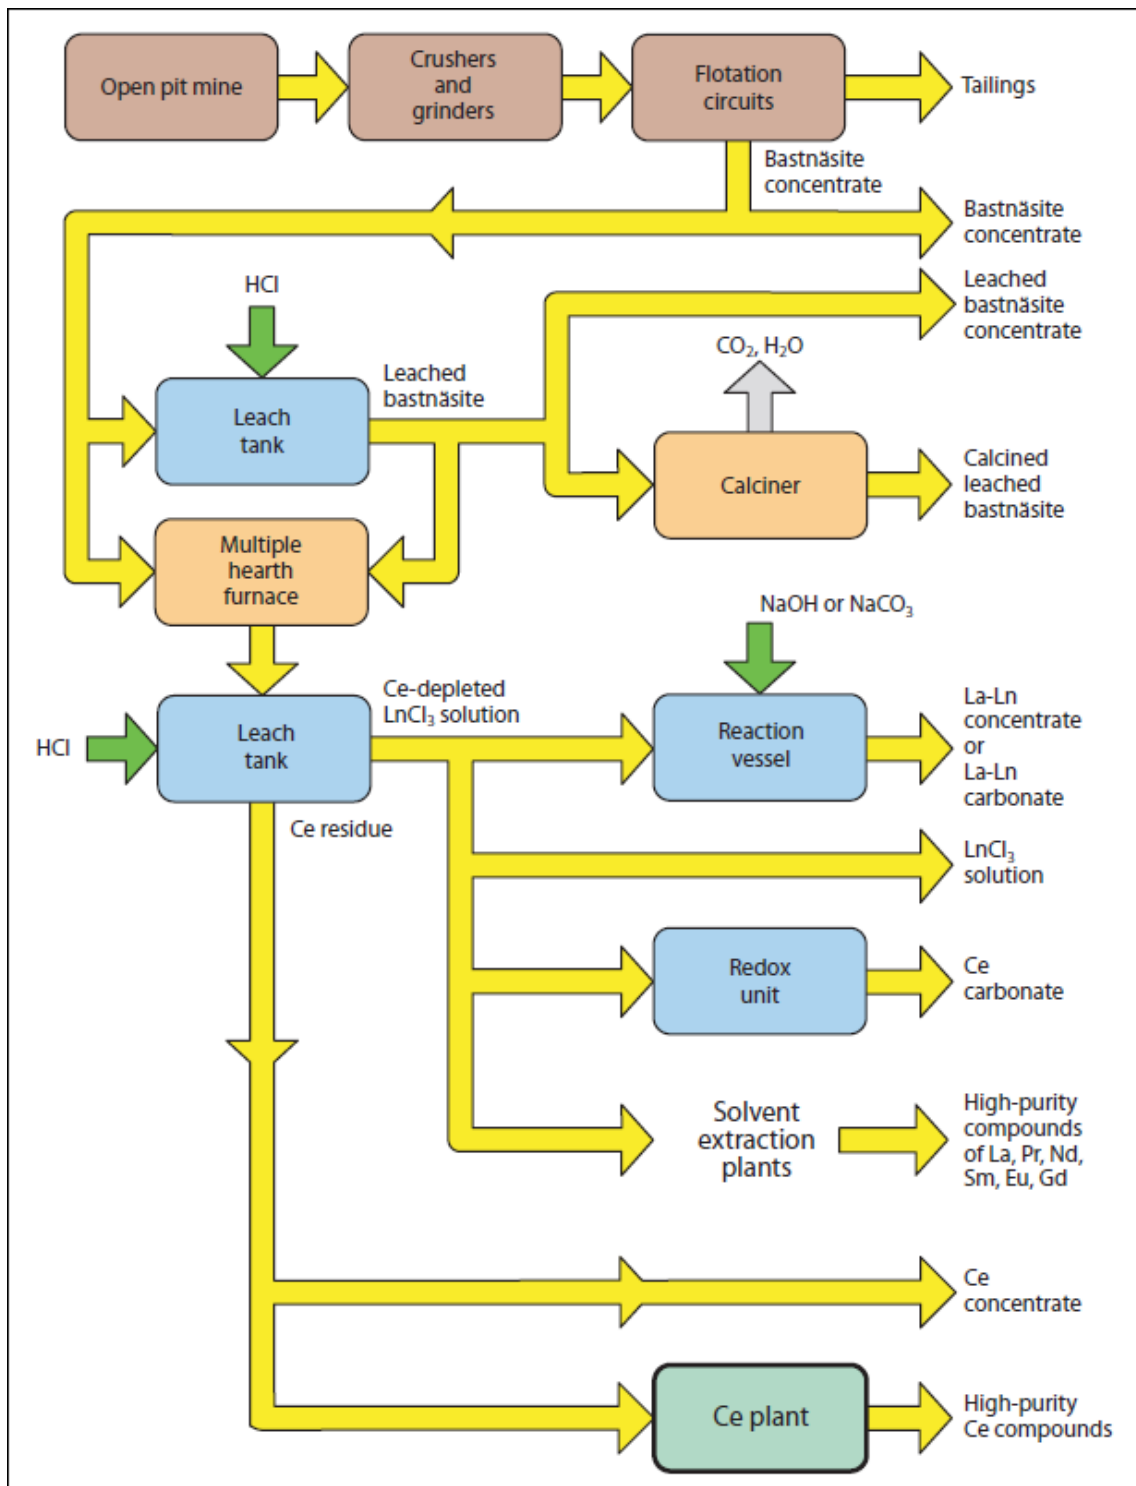 Open pit mine
Crushers
and
grinders
Flotation
circuits
Tailings
Bastnäsite
concentrate
Bastnäsite
concentrate
HCl
Leached
bastnäsite
concentrate
CO₂, H₂O
Leached
bastnäsite
Leach
tank
Calciner
Calcined
leached
bastnäsite
Multiple
hearth
furnace
NaOH or NaCO₃
Ce-depleted
LnCl₃ solution
HCl
Leach
tank
Reaction
vessel
La-Ln
concentrate
or
La-Ln
carbonate
Ce residue
LnCl₃
solution
Redox
unit
Ce
carbonate
Solvent
extraction
plants
High-purity
compounds
of La, Pr, Nd,
Sm, Eu, Gd
Ce
concentrate
Ce plant
High-purity
Ce compounds